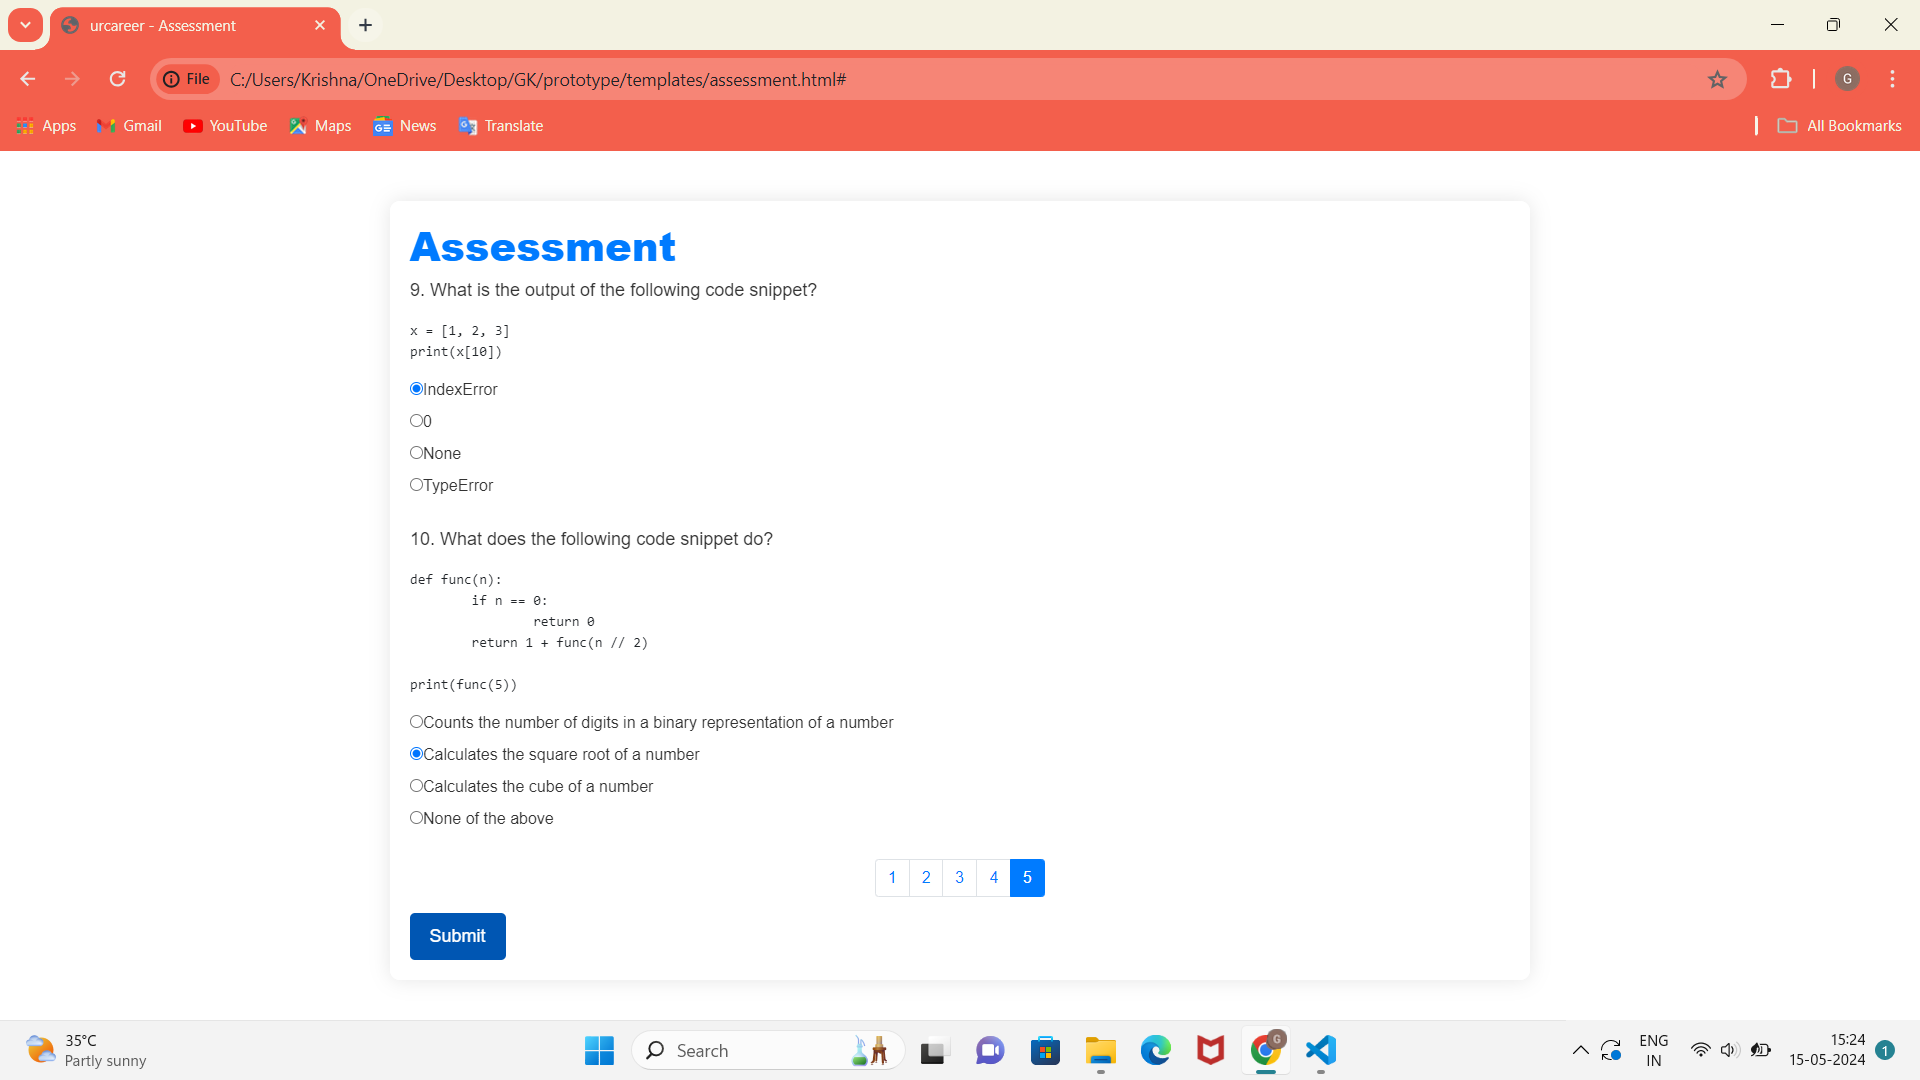 urcareer - Assessment
File
C:/Users/Krishna/OneDrive/Desktop/GK/prototype/templates/assessment.html#
G
Apps
Gmail
YouTube
Maps
GE
News
Translate
All Bookmarks
Assessment
9. What is the output of the following code snippet?
x = [1, 2, 3]
print(x[10])
IndexError
0
None
TypeError
10. What does the following code snippet do?
def func(n):
if n == 0:
return 0
return 1 + func(n // 2)
print(func(5))
Counts the number of digits in a binary representation of a number
Calculates the square root of a number
Calculates the cube of a number
None of the above
1 2 3 4 5
Submit
35°C
Partly sunny
Search
G
ENG
IN
15:24
15-05-2024
1